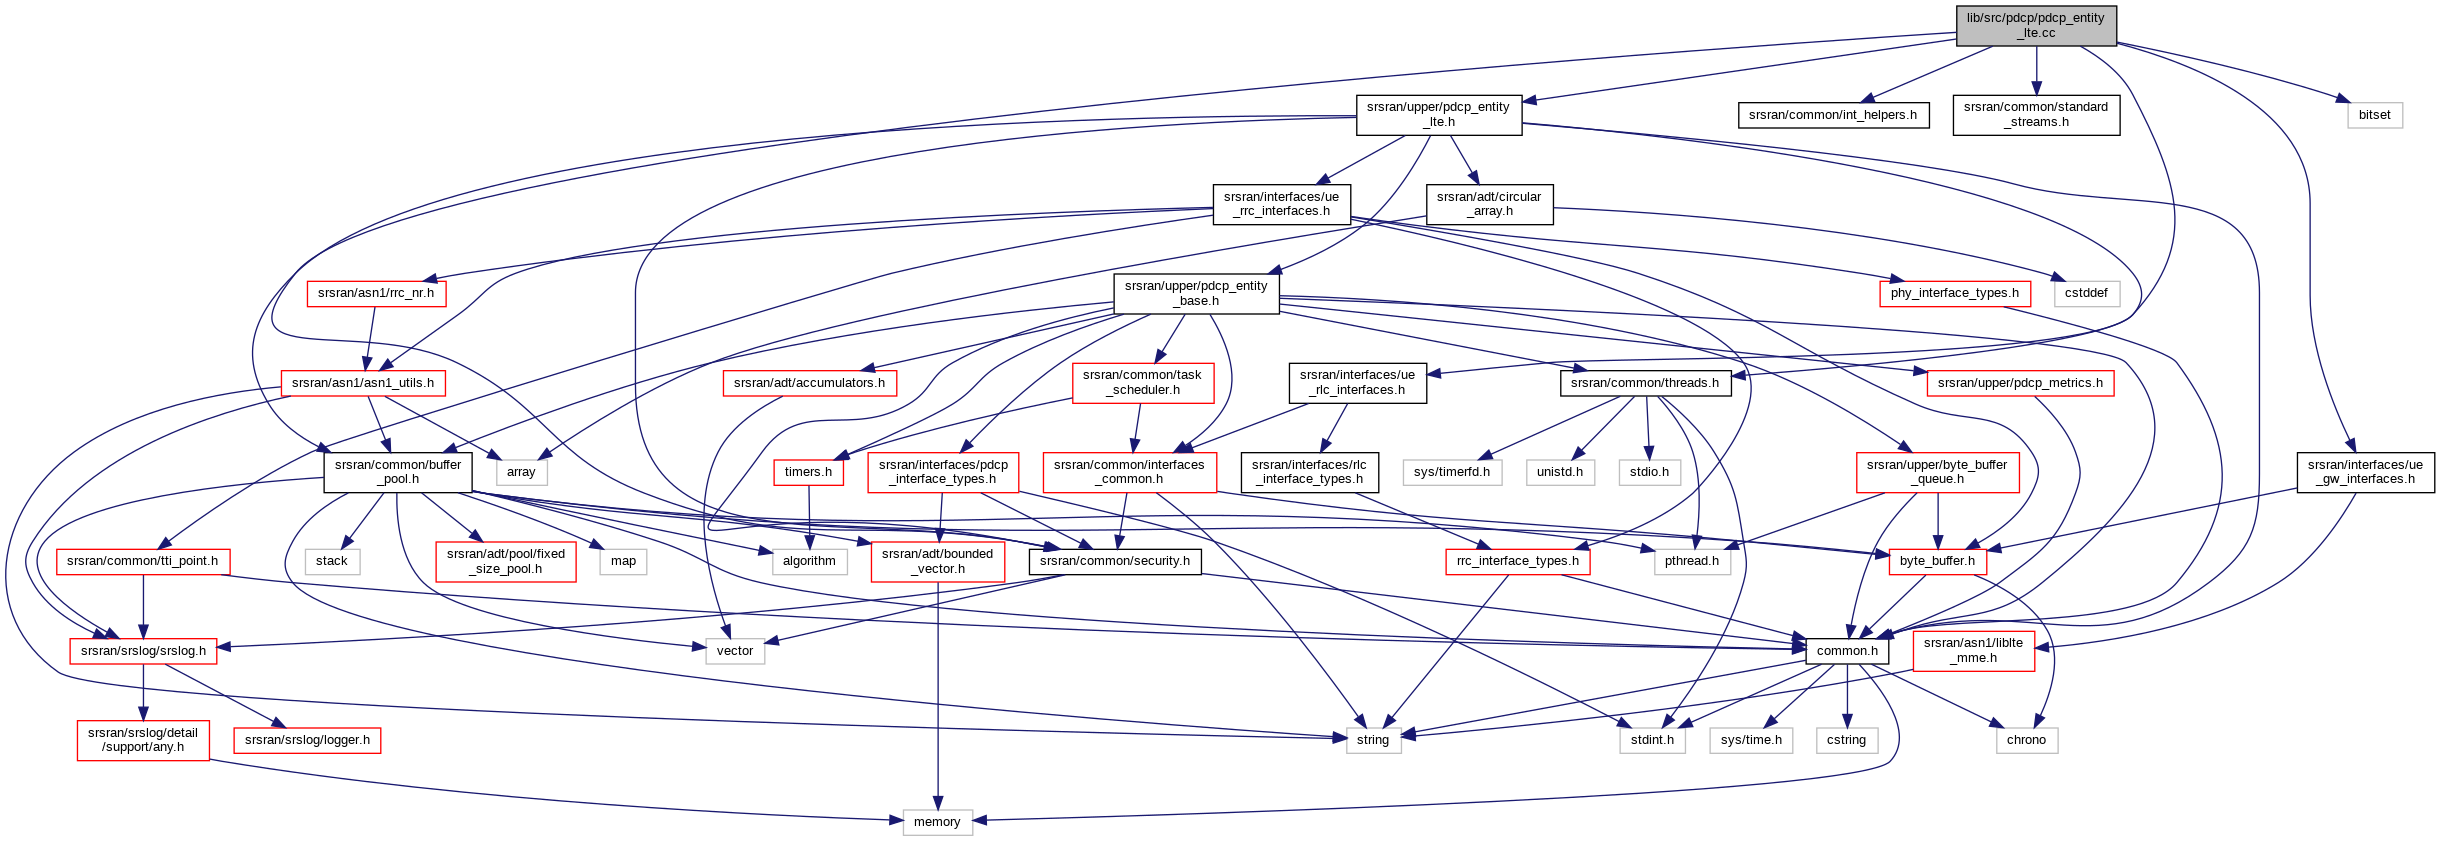 lib/src/pdcp/pdcp_entity
_lte.cc
srsran/upper/pdcp_entity
_lte.h
srsran/common/int_helpers.h
srsran/common/standard
_streams.h
bitset
srsran/interfaces/ue
_rrc_interfaces.h
srsran/adt/circular
_array.h
srsran/asn1/rrc_nr.h
srsran/upper/pdcp_entity
_base.h
phy_interface_types.h
cstddef
srsran/asn1/asn1_utils.h
srsran/adt/accumulators.h
srsran/common/task
_scheduler.h
srsran/interfaces/ue
_rlc_interfaces.h
srsran/common/threads.h
srsran/upper/pdcp_metrics.h
srsran/common/buffer
_pool.h
array
timers.h
srsran/interfaces/pdcp
_interface_types.h
srsran/common/interfaces
_common.h
srsran/interfaces/rlc
_interface_types.h
sys/timerfd.h
unistd.h
stdio.h
srsran/upper/byte_buffer
_queue.h
srsran/interfaces/ue
_gw_interfaces.h
srsran/common/tti_point.h
stack
srsran/adt/pool/fixed
_size_pool.h
map
algorithm
srsran/adt/bounded
_vector.h
srsran/common/security.h
rrc_interface_types.h
pthread.h
byte_buffer.h
srsran/srslog/srslog.h
vector
common.h
srsran/asn1/liblte
_mme.h
srsran/srslog/detail
/support/any.h
srsran/srslog/logger.h
string
stdint.h
sys/time.h
cstring
chrono
memory